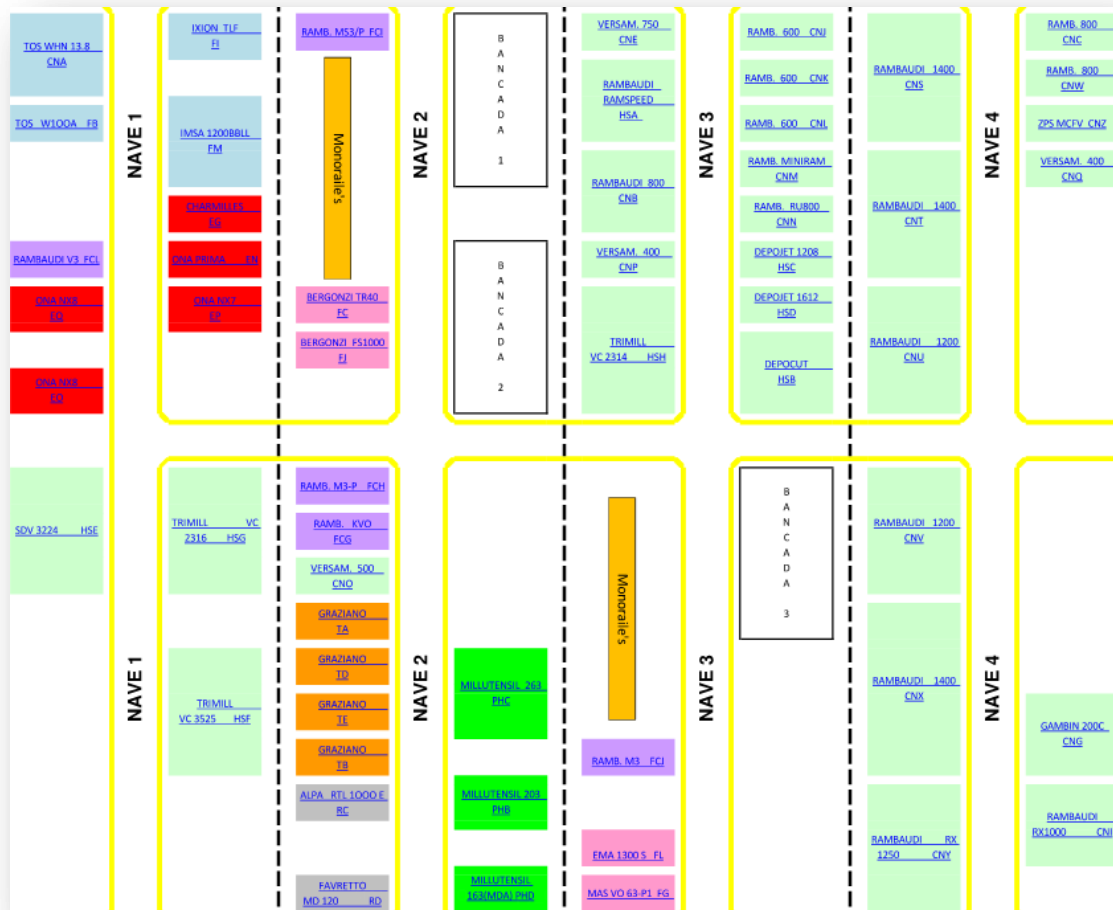 TOS WHN 13.8
CNA
TOS W100A FB
RAMBAUDI V3 FCL
ONA NX8
EQ
ONA NX8
EO
SDV 3224 HSE
NAVE 1
NAVE 1
IXION TLF
FI
IMSA 1200BBLL
FM
CHARMILLES
EG
ONA PRIMA EN
ONA NX7
EP
TRIMILL VC
2316 HSG
TRIMILL
VC 3525 HSF
RAMB. MS3/P FCI
Monoraile's
BERGONZI TR40
FC
BERGONZI FS1000
FJ
RAMB. M3-P FCH
RAMB. KVO
FCG
VERSAM. 500
CNO
GRAZIANO
TA
GRAZIANO
TD
GRAZIANO
TE
GRAZIANO
TB
ALPA RTL 1000 E
RC
FAVRETTO
MD 120 RD
NAVE 2
NAVE 2
BANCADA 1
BANCADA 2
MILLUTENSIL 263
PHC
MILLUTENSIL 203
PHB
MILLUTENSIL
163(MDA) PHD
VERSAM. 750
CNE
RAMBAUDI
RAMSPEED
HSA
RAMBAUDI 800
CNB
VERSAM. 400
CNP
TRIMILL
VC 2314 HSH
Monoraile's
RAMB. M3 FCJ
EMA 1300 S FL
MAS VO 63-P1 FG
NAVE 3
NAVE 3
RAMB. 600 CNJ
RAMB. 600 CNK
RAMB. 600 CNL
RAMB. MINIRAM
CNM
RAMB. RU800
CNN
DEPOJET 1208
HSC
DEPOJET 1612
HSD
DEPOCUT
HSB
BANCADA 3
RAMBAUDI 1400
CNS
RAMBAUDI 1400
CNT
RAMBAUDI 1200
CNU
RAMBAUDI 1200
CNV
RAMBAUDI 1400
CNX
RAMBAUDI RX
1250 CNY
NAVE 4
NAVE 4
RAMB. 800
CNC
RAMB. 800
CNW
ZPS MCFV CNZ
VERSAM. 400
CNQ
GAMBIN 200C
CNG
RAMBAUDI
RX1000 CNI